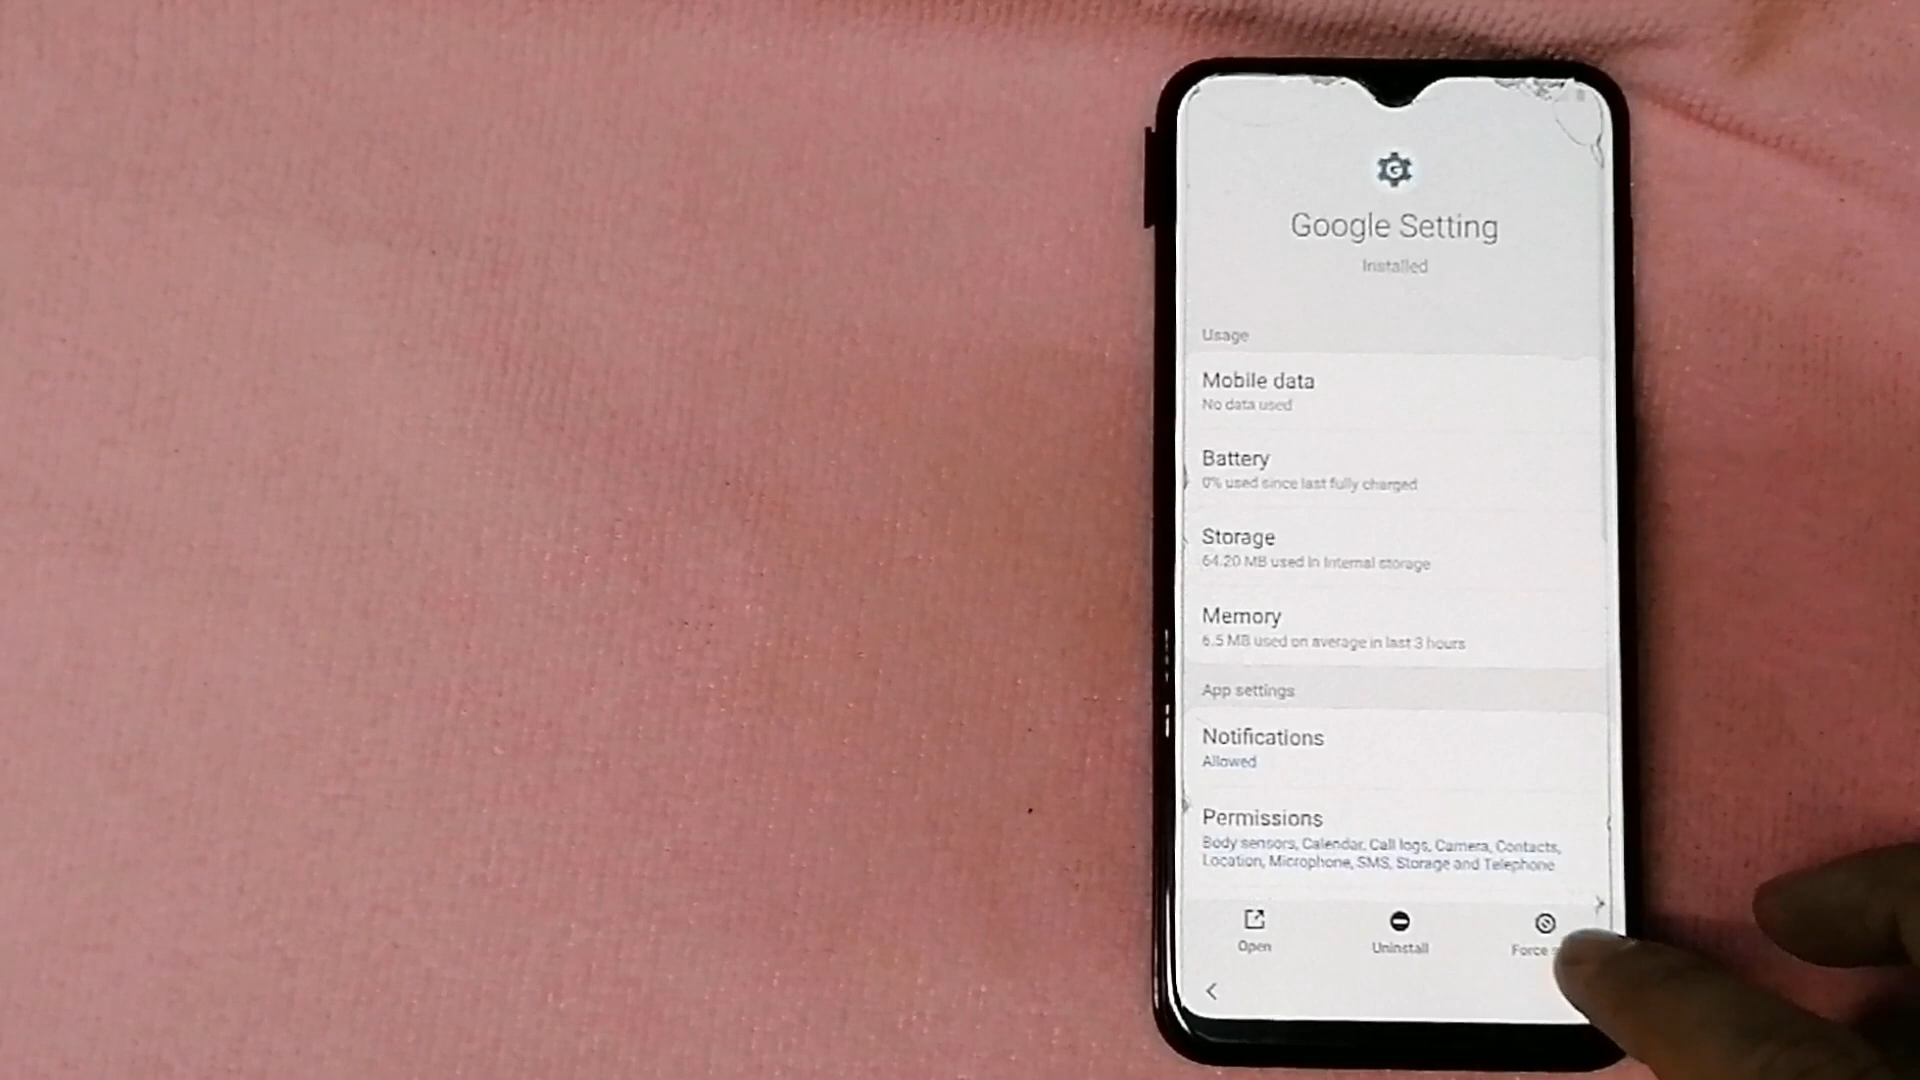 Google Setting
Installed
Usage
Mobile data
No data used
Battery
0% used since last fully charged
Storage
64.20 MB used in Internal storage
Memory
6.5 MB used on average in last 3 hours
App settings
Notifications
Allowed
Permissions
Body sensors, Calendar, Call logs, Camera, Contacts,
Location, Microphone, SMS, Storage and Telephone
Open
Uninstall
Force